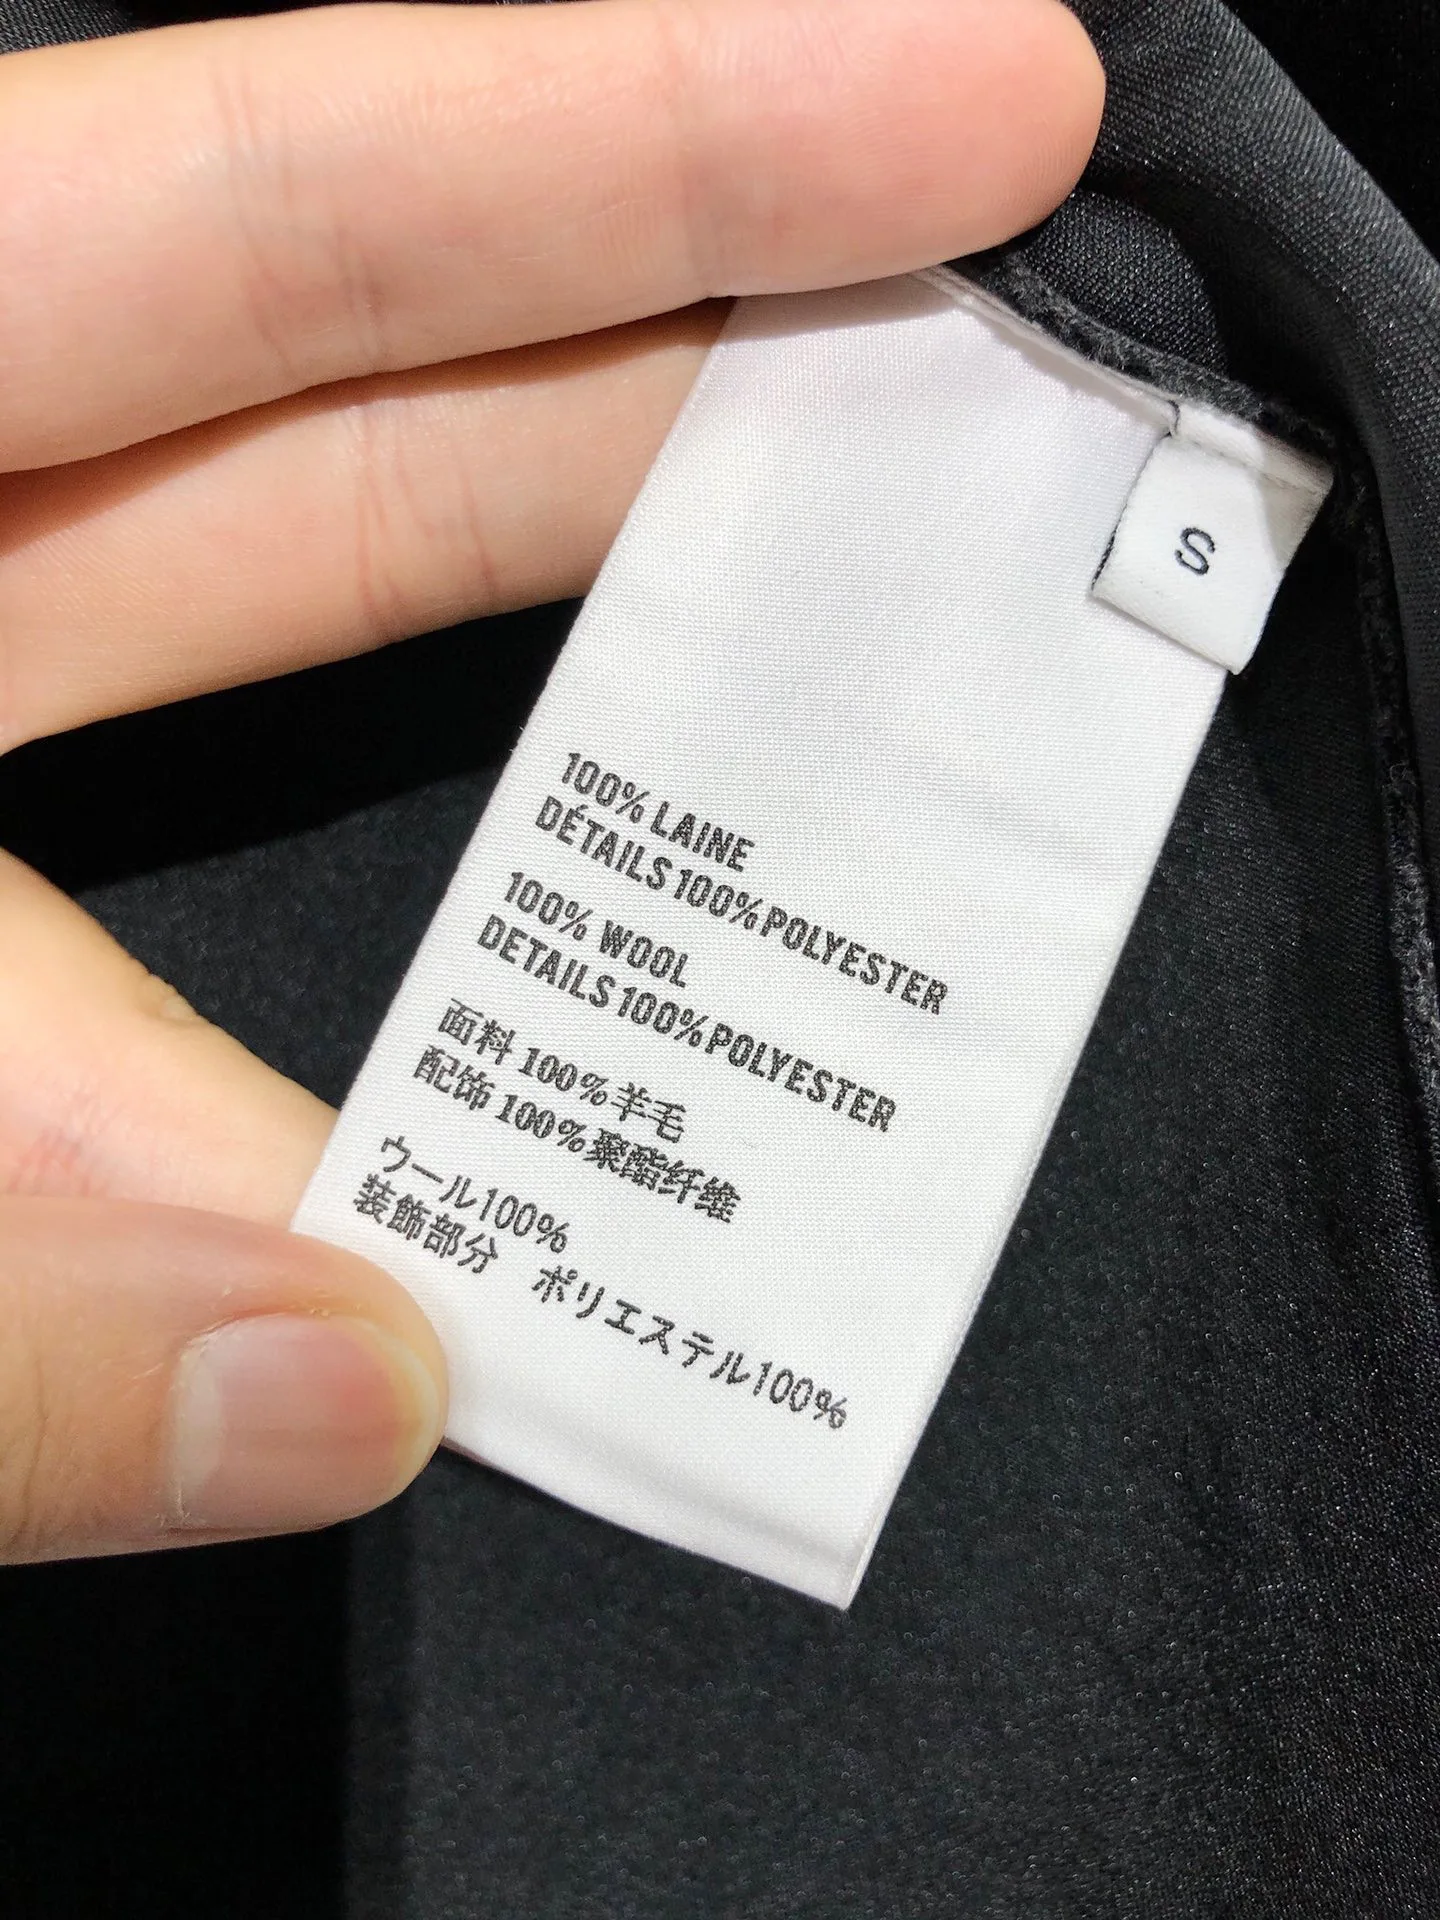 S
100% LAINE
DÉTAILS 100% POLYESTER
100% WOOL
DETAILS 100% POLYESTER
面料 100%羊毛
配饰 100%聚酯纤维
ウール100%
装飾部分　ポリエステル100%